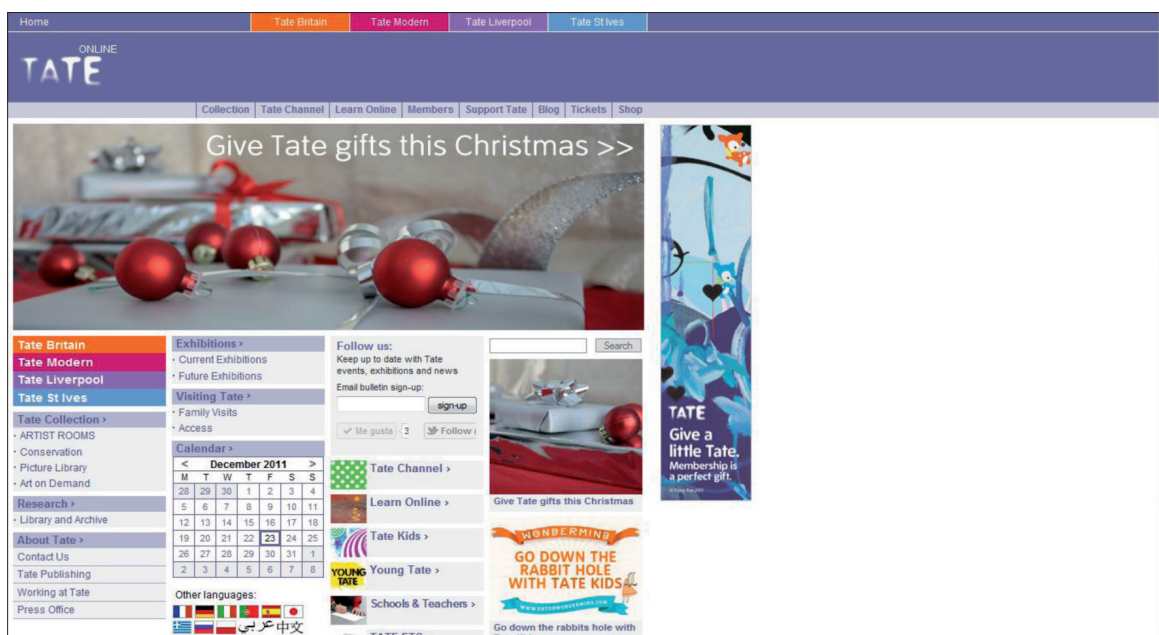 Home
Tate Britain
Tate Modern
Tate Liverpool
Tate St Ives
ONLINE
TATE
Collection
Tate Channel
Learn Online
Members
Support Tate
Blog
Tickets
Shop
Give Tate gifts this Christmas >>
Tate Britain
Tate Modern
Tate Liverpool
Tate St Ives
Tate Collection ›
· ARTIST ROOMS
· Conservation
· Picture Library
· Art on Demand
Research ›
· Library and Archive
About Tate ›
Contact Us
Tate Publishing
Working at Tate
Press Office
Exhibitions ›
· Current Exhibitions
· Future Exhibitions
Visiting Tate ›
· Family Visits
· Access
Calendar ›
< December 2011 >
M T W T F S S
28 29 30 1 2 3 4
5 6 7 8 9 10 11
12 13 14 15 16 17 18
19 20 21 22 23 24 25
26 27 28 29 30 31 1
2 3 4 5 6 7 8
Other languages:
عربي
中文
Follow us:
Keep up to date with Tate
events, exhibitions and news
Email bulletin sign-up:
sign-up
Me gusta 3
Follow
Tate Channel ›
Learn Online ›
Tate Kids ›
YOUNG
TATE
Young Tate ›
Schools & Teachers ›
TATE ETC
Search
Give Tate gifts this Christmas
WONDERMIND
GO DOWN THE
RABBIT HOLE
WITH TATE KIDS
Go down the rabbits hole with
TATE
Give a
little Tate.
Membership is
a perfect gift.